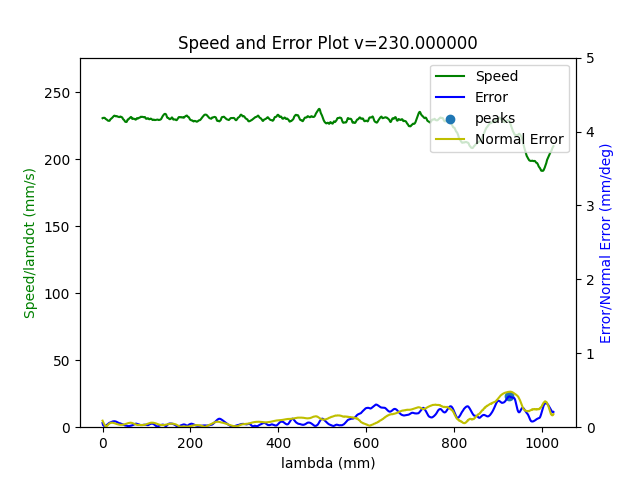 Speed and Error Plot v=230.000000
Speed/lamdot (mm/s)
250
200
150
100
50
0
Speed
Error
peaks
Normal Error
5
4
3
2
1
0
Error/Normal Error (mm/deg)
0
200
400
600
800
1000
lambda (mm)